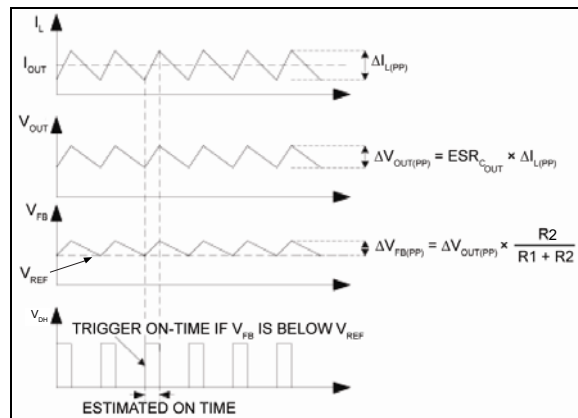 I_L
I_OUT
ΔI_L(PP)
V_OUT
ΔV_OUT(PP) = ESR_C_OUT × ΔI_L(PP)
V_FB
V_REF
ΔV_FB(PP) = ΔV_OUT(PP) × R2 / R1 + R2
V_DH
TRIGGER ON-TIME IF V_FB IS BELOW V_REF
ESTIMATED ON TIME